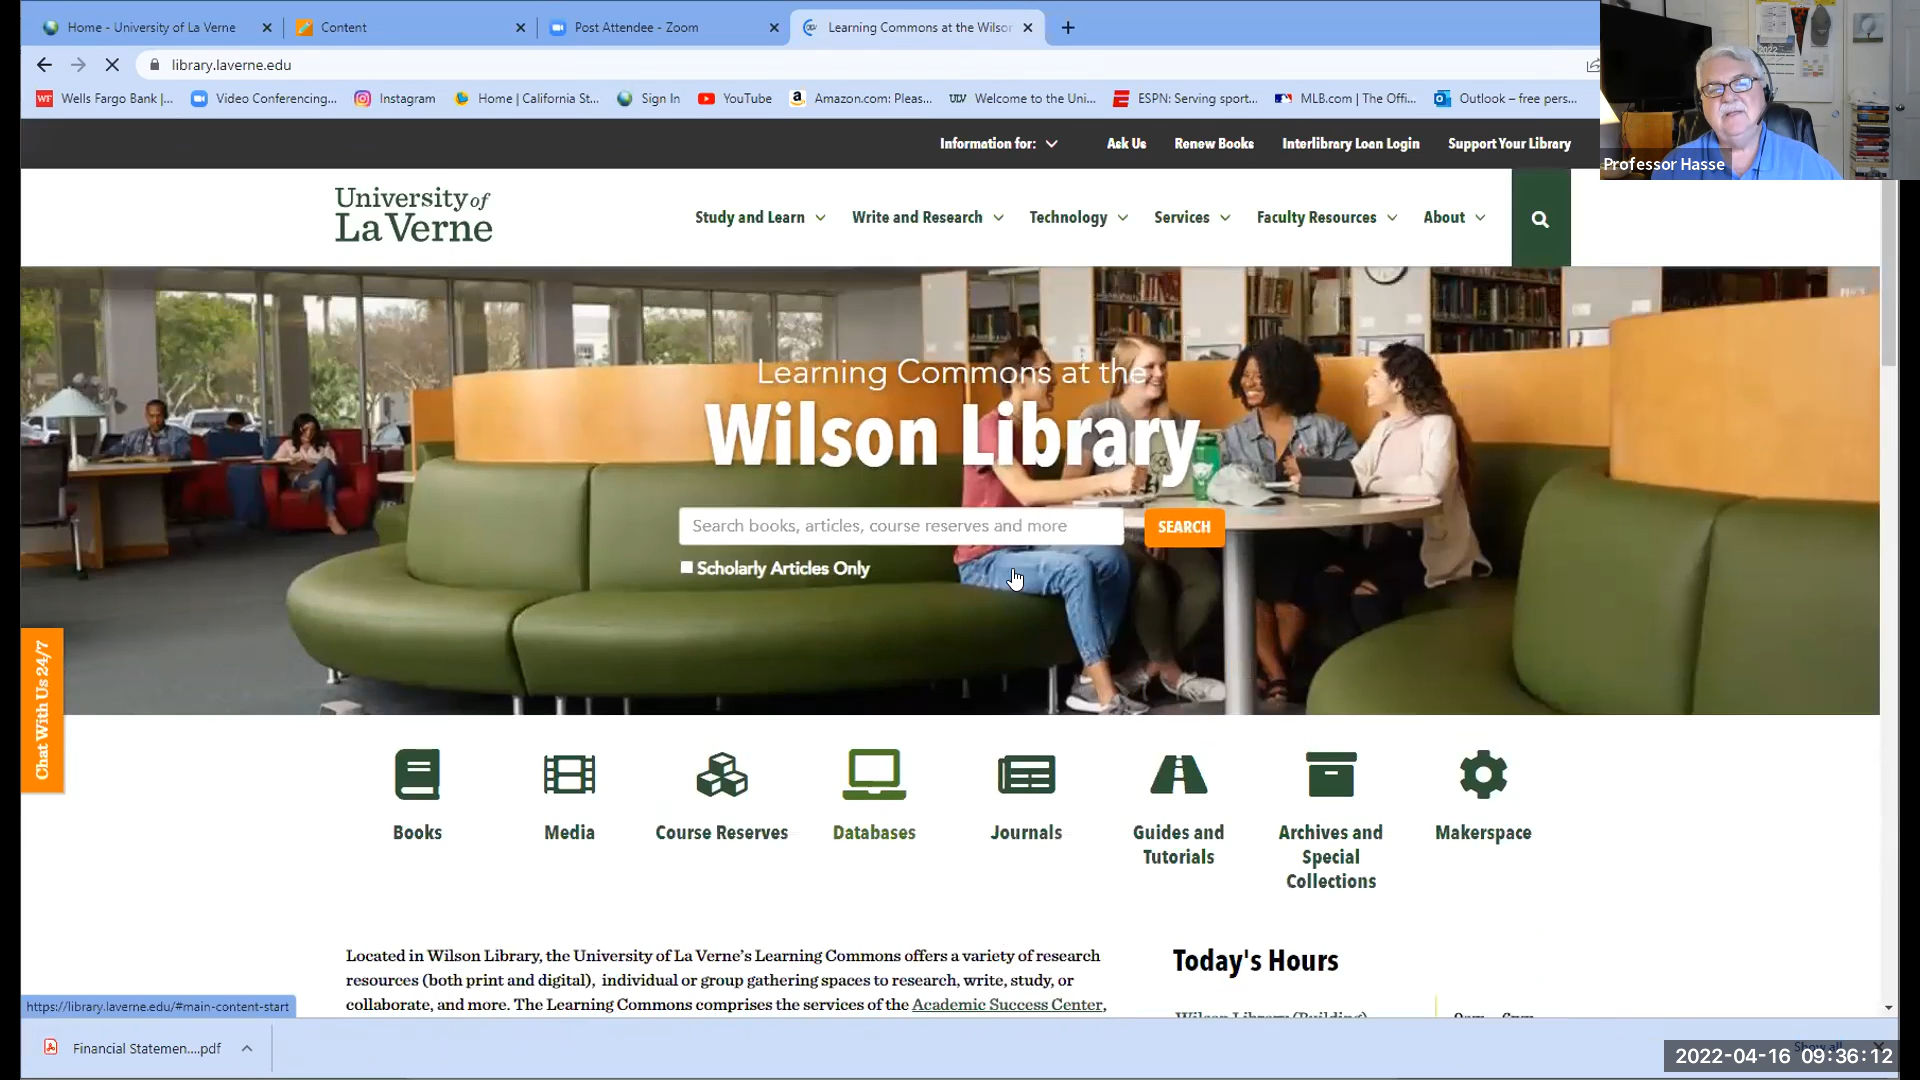 Home - University of La Verne
Content
Post Attendee - Zoom
Learning Commons at the Wilson
library.laverne.edu
Wells Fargo Bank |...
Video Conferencing...
Instagram
Home | California St...
Sign In
YouTube
Amazon.com: Pleas...
Welcome to the Uni...
ESPN: Serving sport...
MLB.com | The Offi...
Outlook – free pers...
Professor Hasse
Information for:
Ask Us
Renew Books
Interlibrary Loan Login
Support Your Library
University of
La Verne
Study and Learn
Write and Research
Technology
Services
Faculty Resources
About
Learning Commons at the
Wilson Library
Search books, articles, course reserves and more
SEARCH
Scholarly Articles Only
Chat With Us 24/7
Books
Media
Course Reserves
Databases
Journals
Guides and
Tutorials
Archives and
Special
Collections
Makerspace
Located in Wilson Library, the University of La Verne's Learning Commons offers a variety of research
resources (both print and digital), individual or group gathering spaces to research, write, study, or
collaborate, and more. The Learning Commons comprises the services of the Academic Success Center,
Today's Hours
Wilson Library (Building)
https://library.laverne.edu/#main-content-start
Financial Statemen....pdf
Show all
2022-04-16 09:36:12